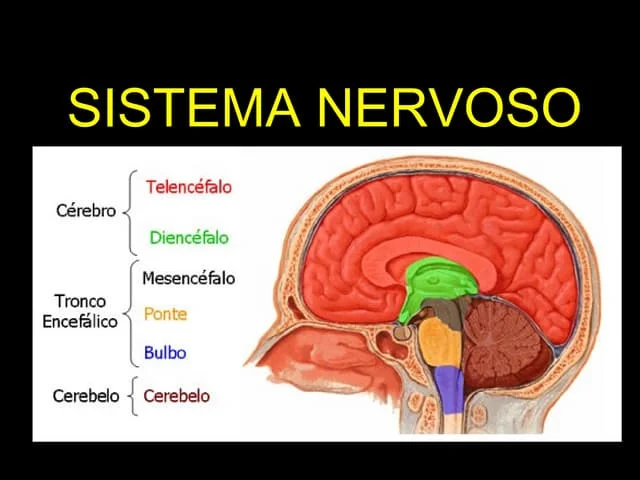 SISTEMA NERVOSO
Cérebro
Telencéfalo
Diencéfalo
Tronco
Encefálico
Mesencéfalo
Ponte
Bulbo
Cerebelo
Cerebelo